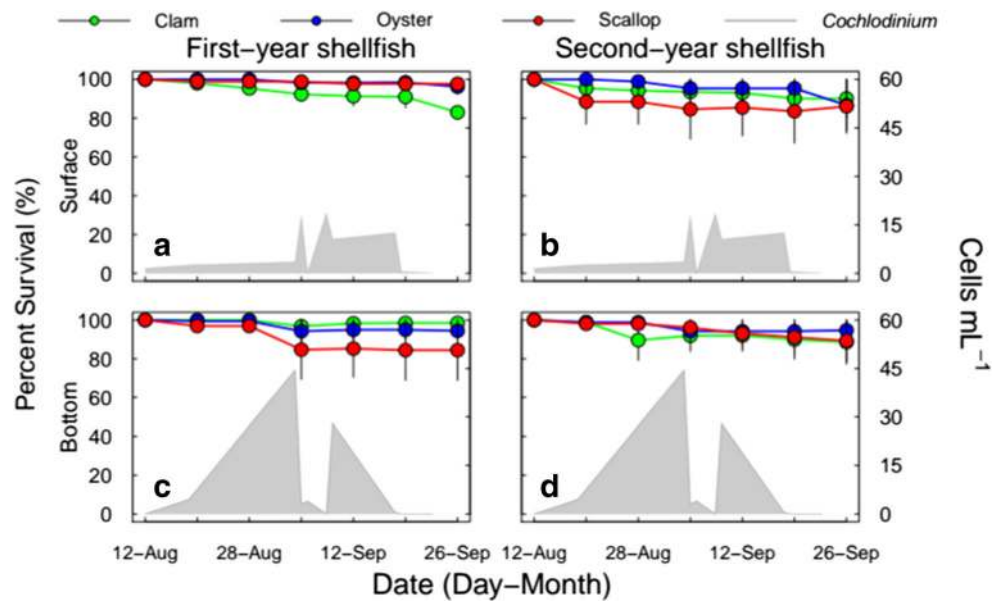 Clam Oyster Scallop Cochlodinium
First-year shellfish Second-year shellfish
Percent Survival (%)
Surface
100
80
60
40
20
0
a
b
60
45
30
15
0
Bottom
100
80
60
40
20
0
c
d
60
45
30
15
0
Cells mL⁻¹
12-Aug 28-Aug 12-Sep 26-Sep 12-Aug 28-Aug 12-Sep 26-Sep
Date (Day-Month)